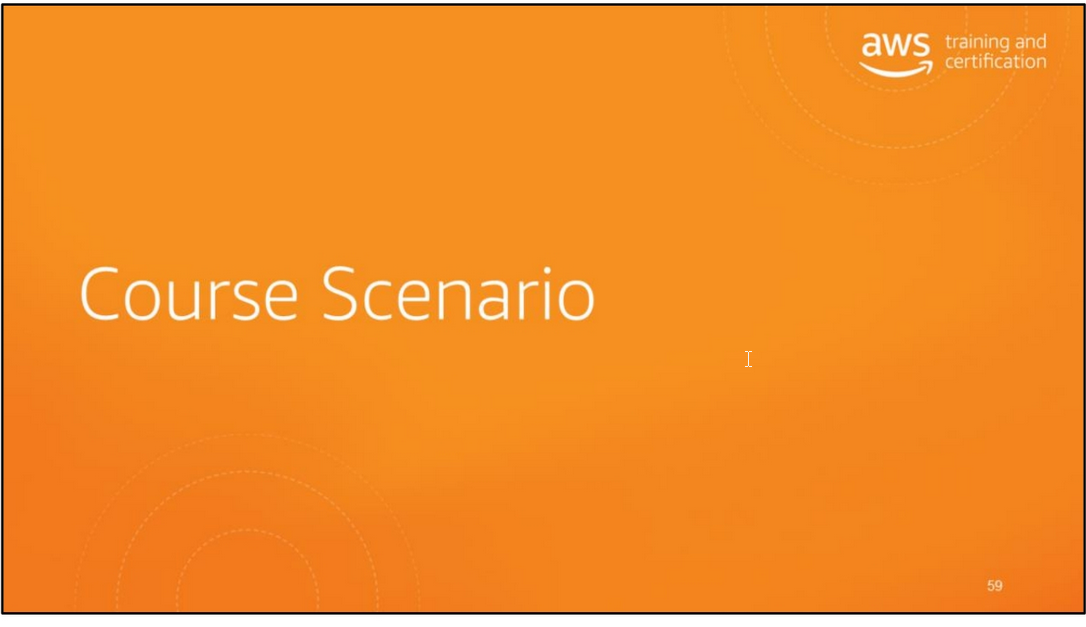 aws training and
certification
Course Scenario
59